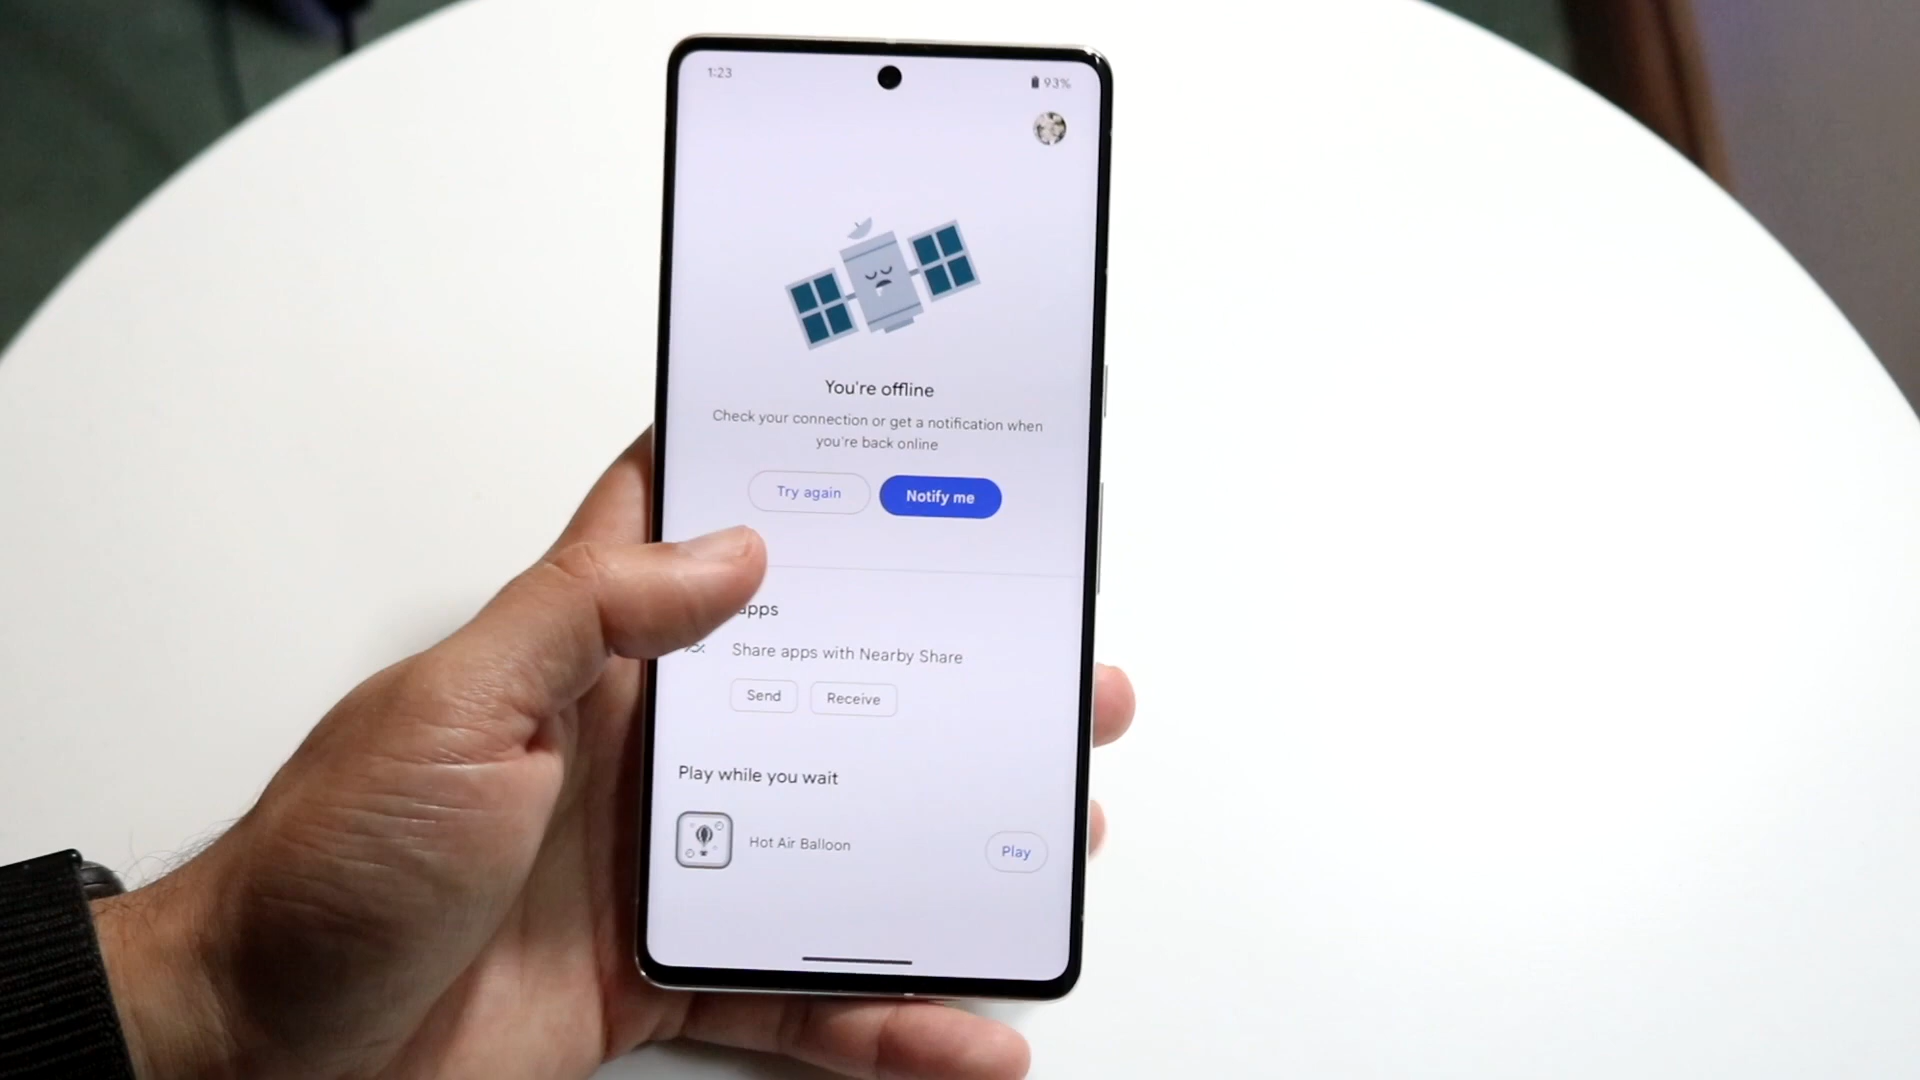 1:23
93%
You're offline
Check your connection or get a notification when
you're back online
Try again
Notify me
apps
Share apps with Nearby Share
Send
Receive
Play while you wait
Hot Air Balloon
Play